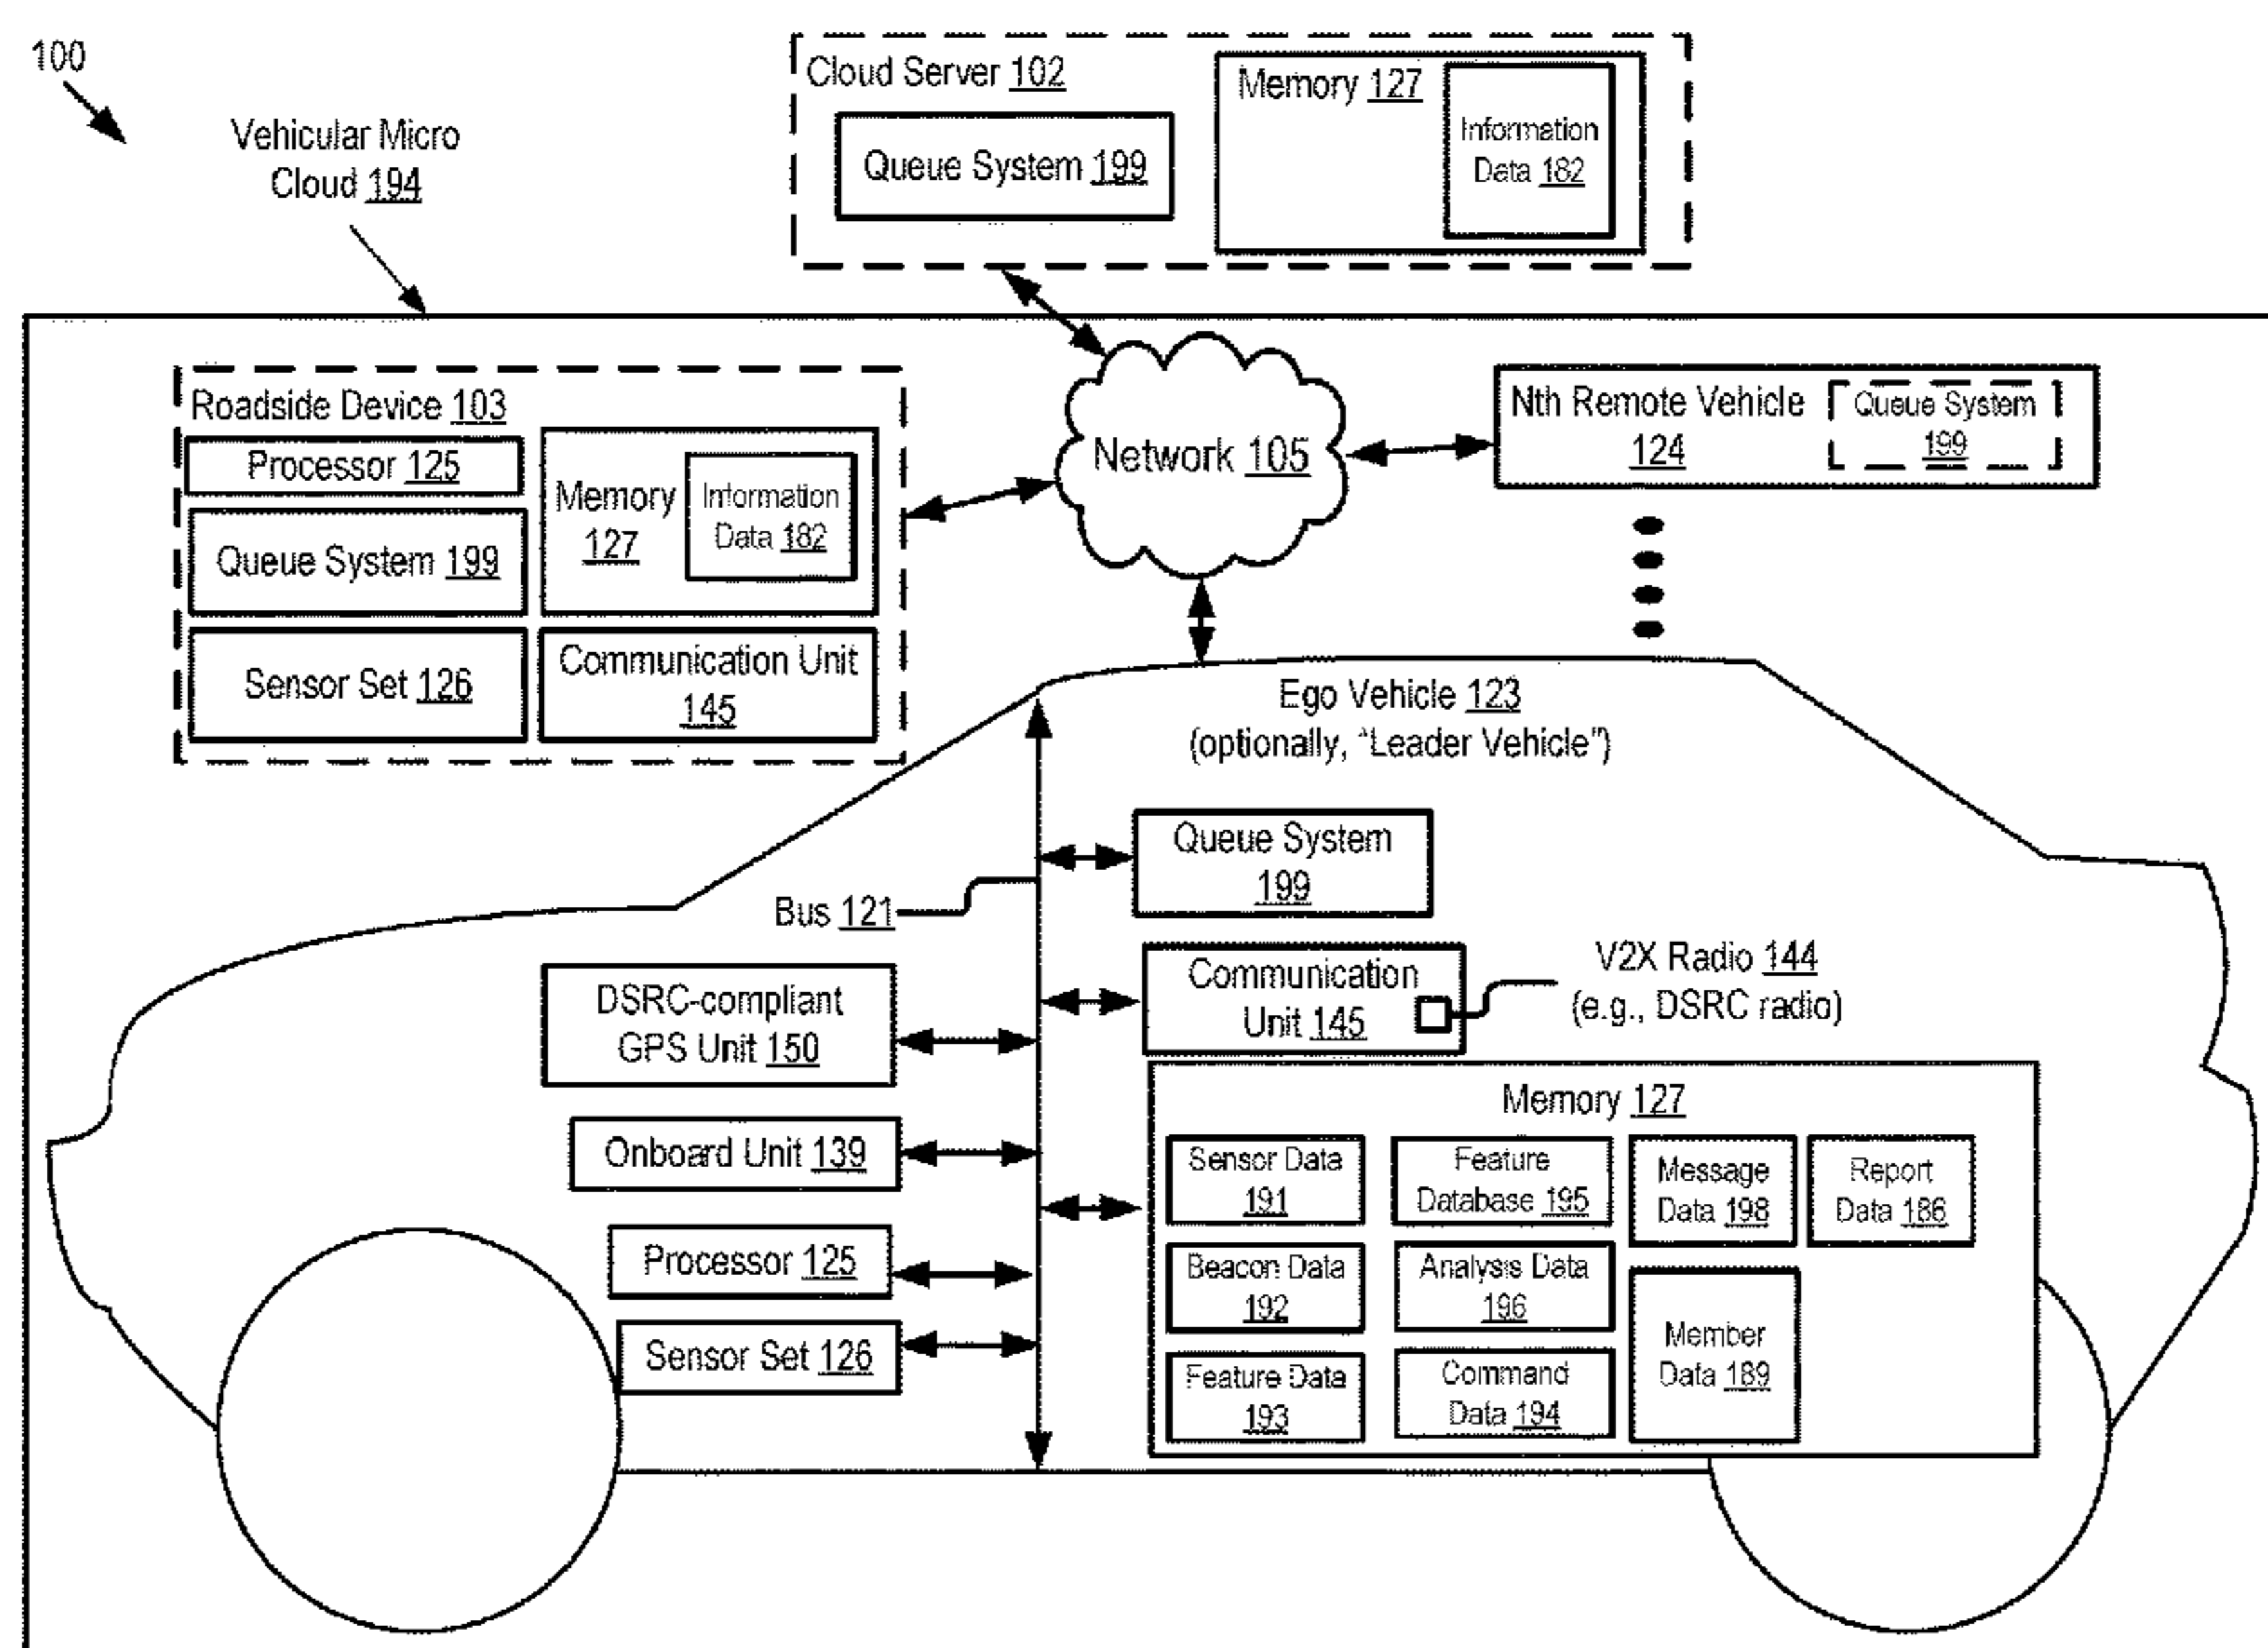 100
Vehicular Micro
Cloud 194
Cloud Server 102
Queue System 199
Memory 127
Information
Data 182
Roadside Device 103
Processor 125
Queue System 199
Sensor Set 126
Memory
127
Information
Data 182
Communication Unit
145
Network 105
Nth Remote Vehicle
124
Queue System
199
Ego Vehicle 123
(optionally, "Leader Vehicle")
Queue System
199
Bus 121
Communication
Unit 145
V2X Radio 144
(e.g., DSRC radio)
DSRC-compliant
GPS Unit 150
Onboard Unit 139
Processor 125
Sensor Set 126
Memory 127
Sensor Data
191
Feature
Database 195
Message
Data 198
Report
Data 186
Beacon Data
192
Analysis Data
196
Member
Data 189
Feature Data
193
Command
Data 194